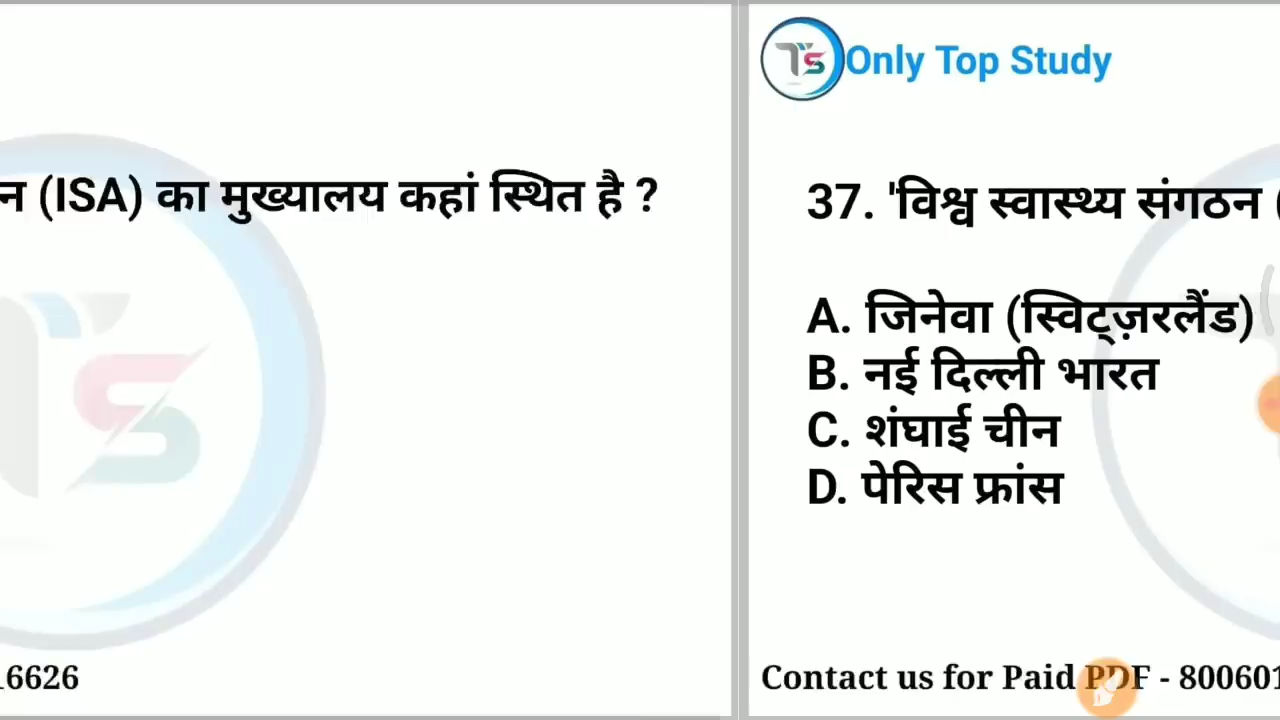 न (ISA) का मुख्यालय कहां स्थित है ?
6626
Only Top Study
37. 'विश्व स्वास्थ्य संगठन (
A. जिनेवा (स्विट्ज़रलैंड)
B. नई दिल्ली भारत
C. शंघाई चीन
D. पेरिस फ्रांस
Contact us for Paid PDF - 800601